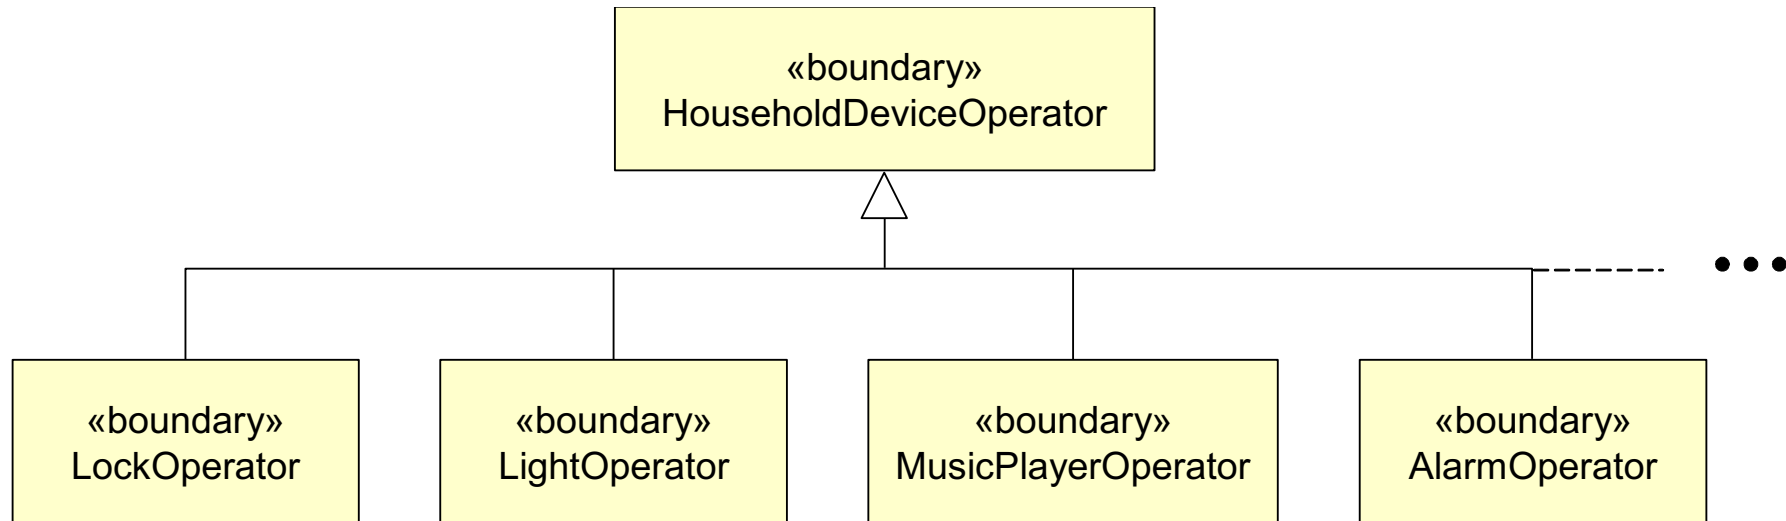 «boundary»
HouseholdDeviceOperator
«boundary»
LockOperator
«boundary»
LightOperator
«boundary»
MusicPlayerOperator
«boundary»
AlarmOperator